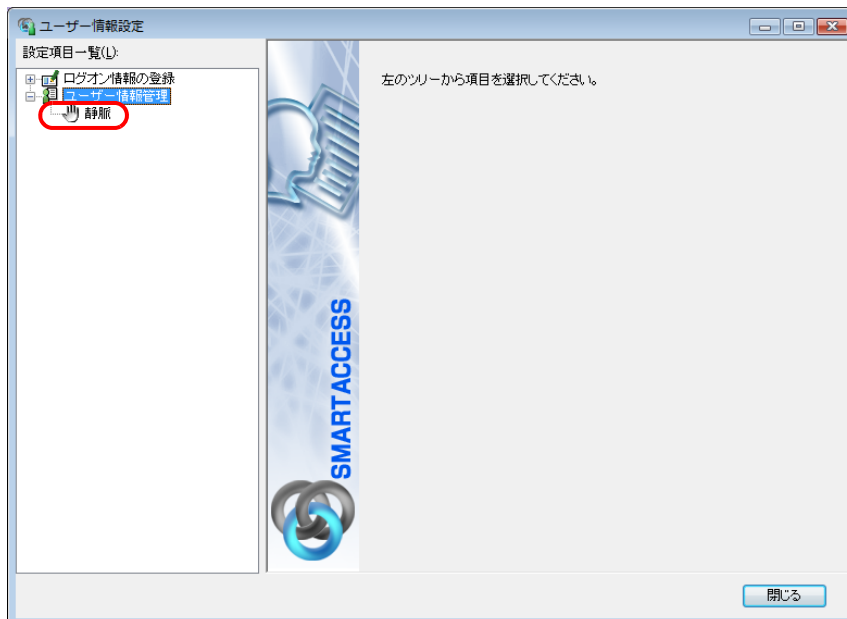 ユーザー情報設定
設定項目一覧(L):
ログオン情報の登録
ユーザー情報管理
静脈
左のツリーから項目を選択してください。
SMARTACCESS
閉じる